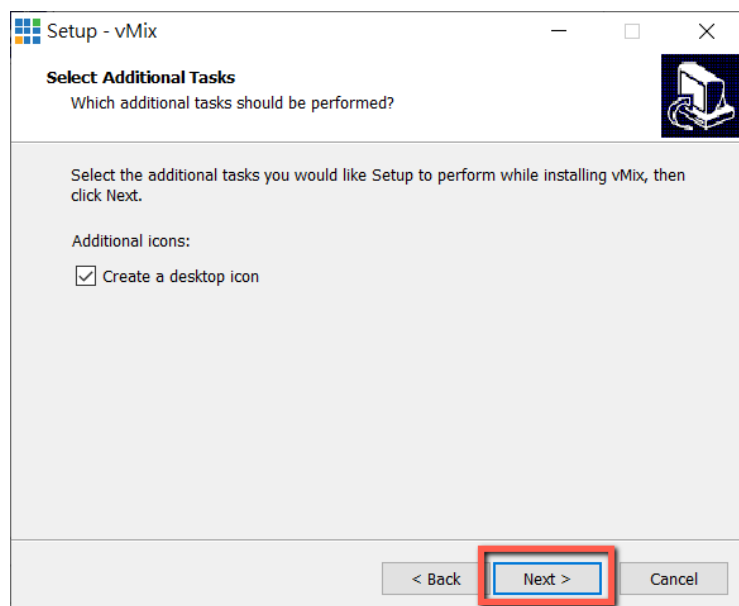 Setup - vMix
Select Additional Tasks
Which additional tasks should be performed?
Select the additional tasks you would like Setup to perform while installing vMix, then
click Next.
Additional icons:
Create a desktop icon
< Back
Next >
Cancel